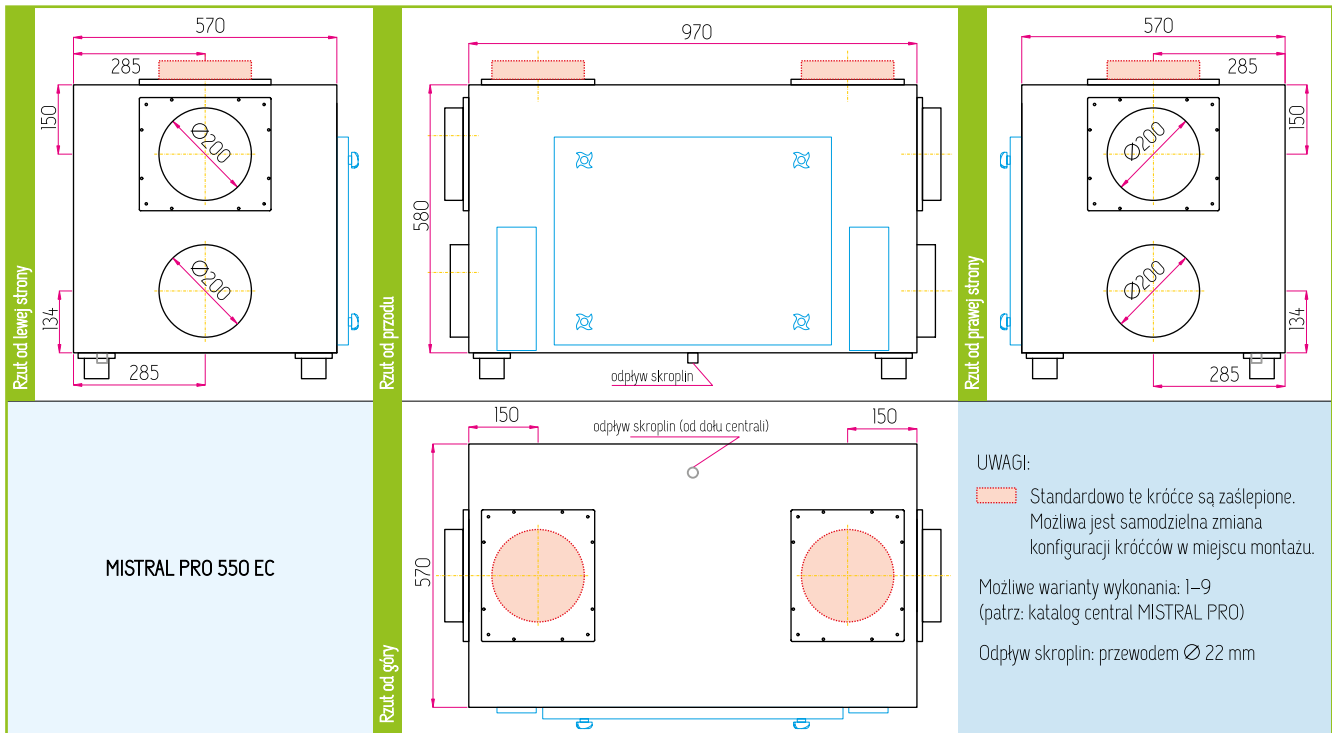 Rzut od lewej strony
570
285
150
Ø200
Ø200
134
285
Rzut od przodu
970
580
odpływ skroplin
Rzut od prawej strony
570
285
150
Ø200
Ø200
134
285
MISTRAL PRO 550 EC
Rzut od góry
150
150
odpływ skroplin (od dołu centrali)
570
UWAGI:
Standardowo te króćce są zaślepione.
Możliwa jest samodzielna zmiana
konfiguracji króćców w miejscu montażu.
Możliwe warianty wykonania: 1–9
(patrz: katalog central MISTRAL PRO)
Odpływ skroplin: przewodem Ø 22 mm